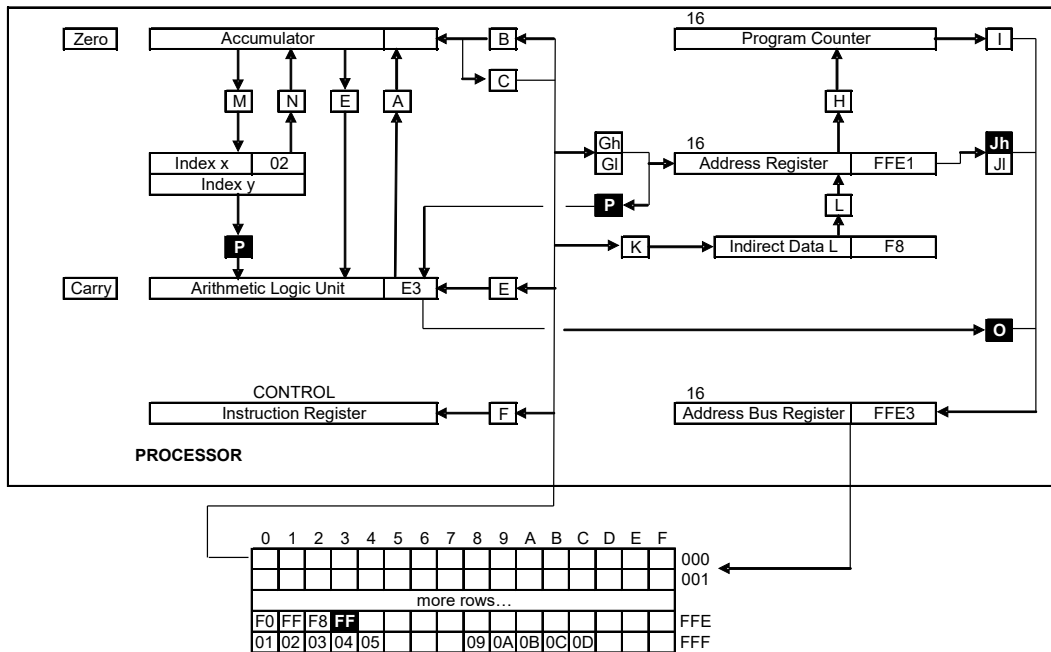 16
16
Zero Accumulator B Program Counter I
C
M N E A H
Gh
16
Jh
Index x 02 Gl Address Register FFE1 Jl
Index y
P L
P K Indirect Data L F8
Carry Arithmetic Logic Unit E3 E
O
CONTROL
16
Instruction Register F Address Bus Register FFE3
PROCESSOR
0 1 2 3 4 5 6 7 8 9 A B C D E F
000
001
more rows…
F0 FF F8 FF FFE
01 02 03 04 05 09 0A 0B 0C 0D FFF